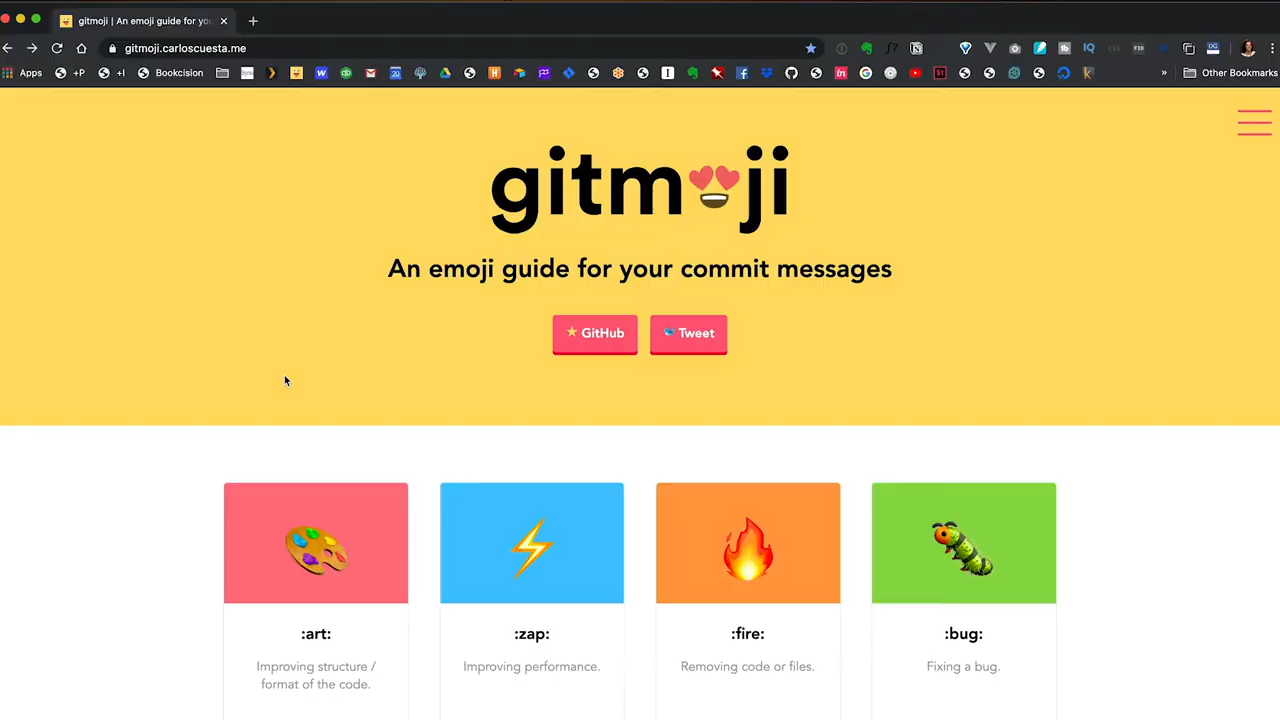 gitmoji | An emoji guide for you
gitmoji.carloscuesta.me
Apps
+P
+I
Bookcision
Other Bookmarks
gitm😍ji
An emoji guide for your commit messages
GitHub
Tweet
:art:
Improving structure /
format of the code.
:zap:
Improving performance.
:fire:
Removing code or files.
:bug:
Fixing a bug.